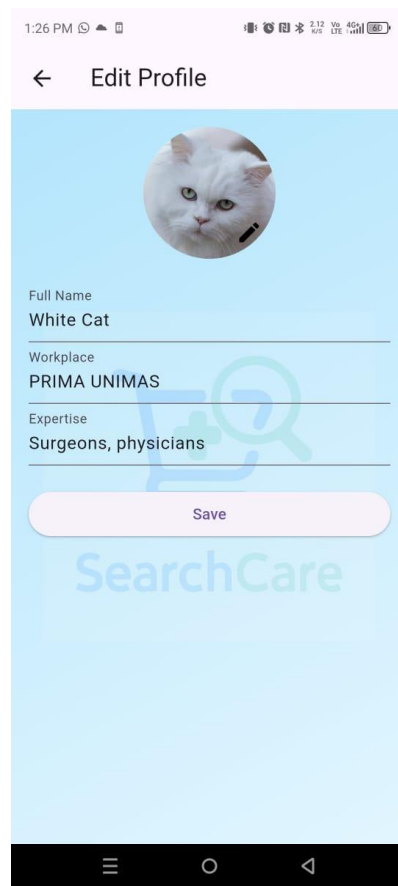 1:26 PM
2.12 K/S Vo LTE 4G+ 60
Edit Profile
Full Name
White Cat
Workplace
PRIMA UNIMAS
Expertise
Surgeons, physicians
Save
SearchCare